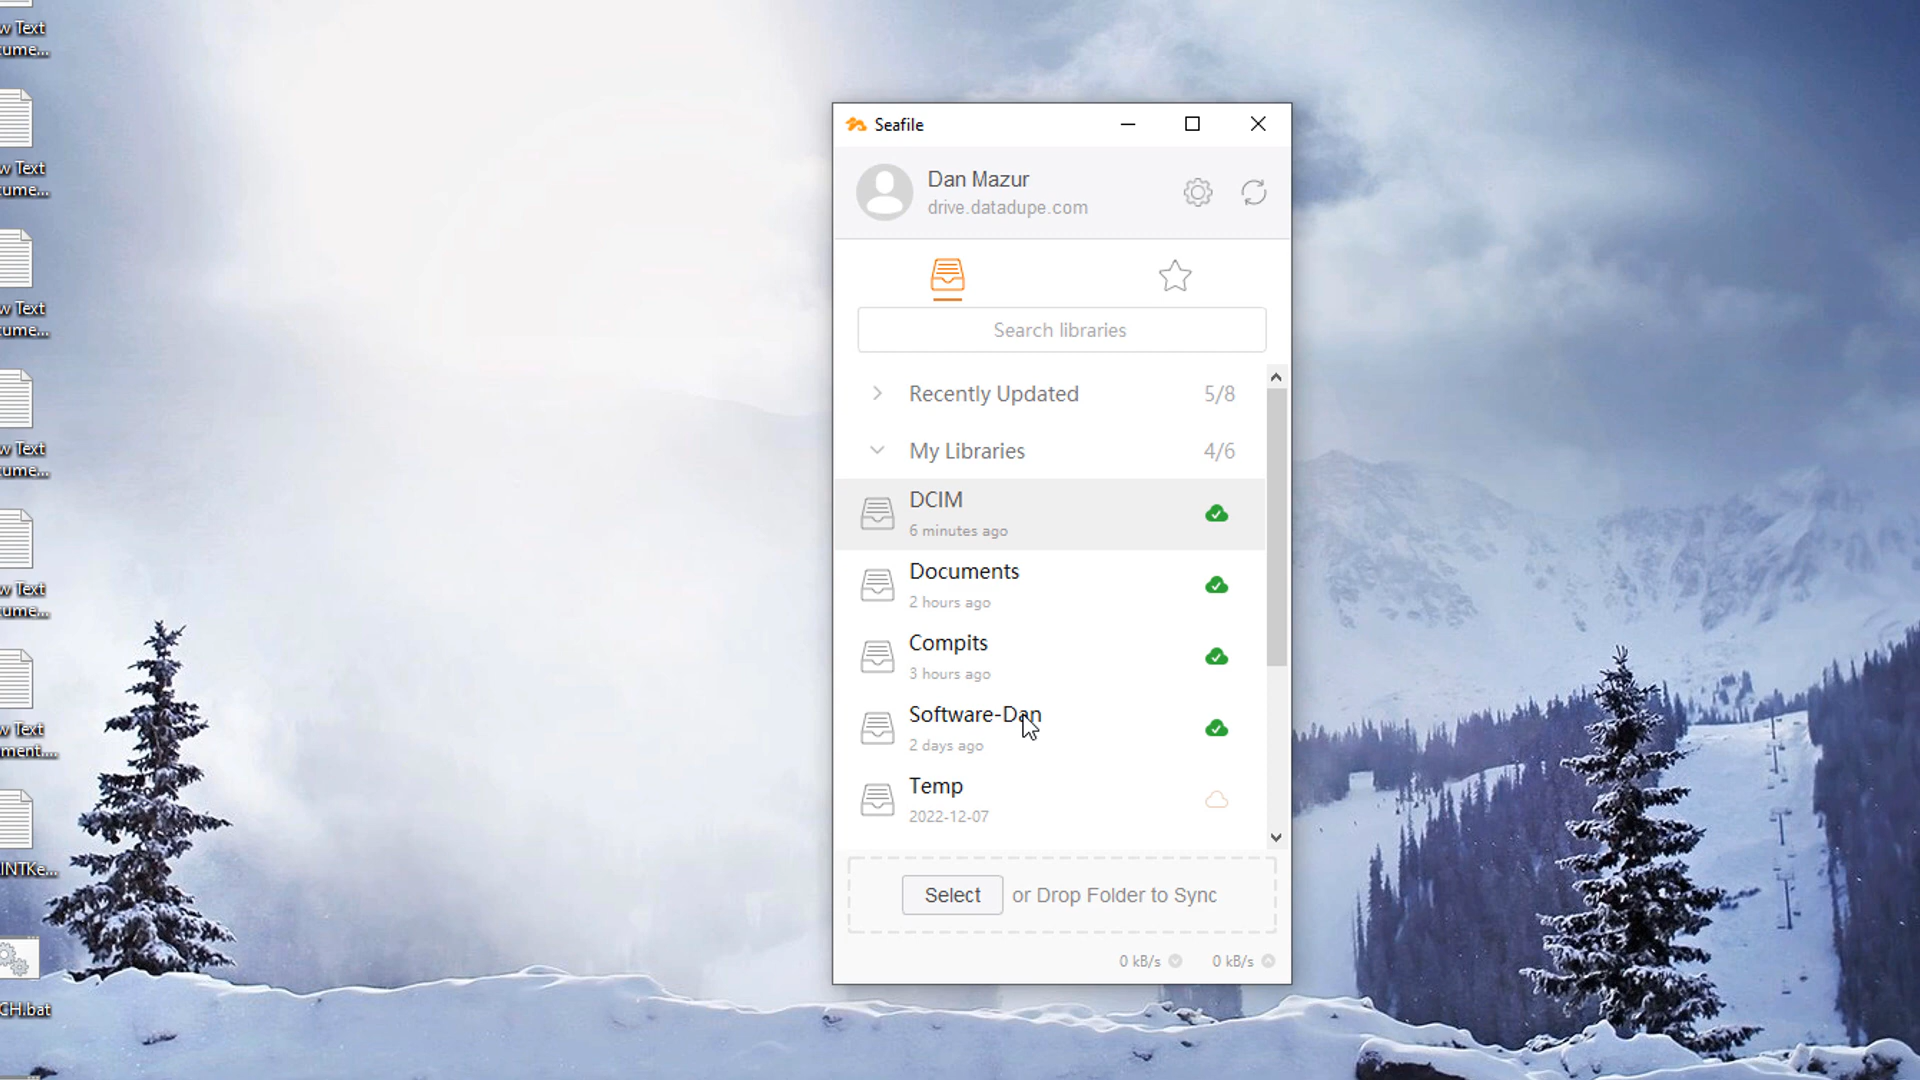 w Text
ume...
w Text
ume...
w Text
ume...
w Text
ume...
w Text
ume...
w Text
ment....
INTKe...
CH.bat
Seafile
Dan Mazur
drive.datadupe.com
Search libraries
Recently Updated 5/8
My Libraries 4/6
DCIM
6 minutes ago
Documents
2 hours ago
Compits
3 hours ago
Software-Dan
2 days ago
Temp
2022-12-07
Select or Drop Folder to Sync
0 kB/s 0 kB/s